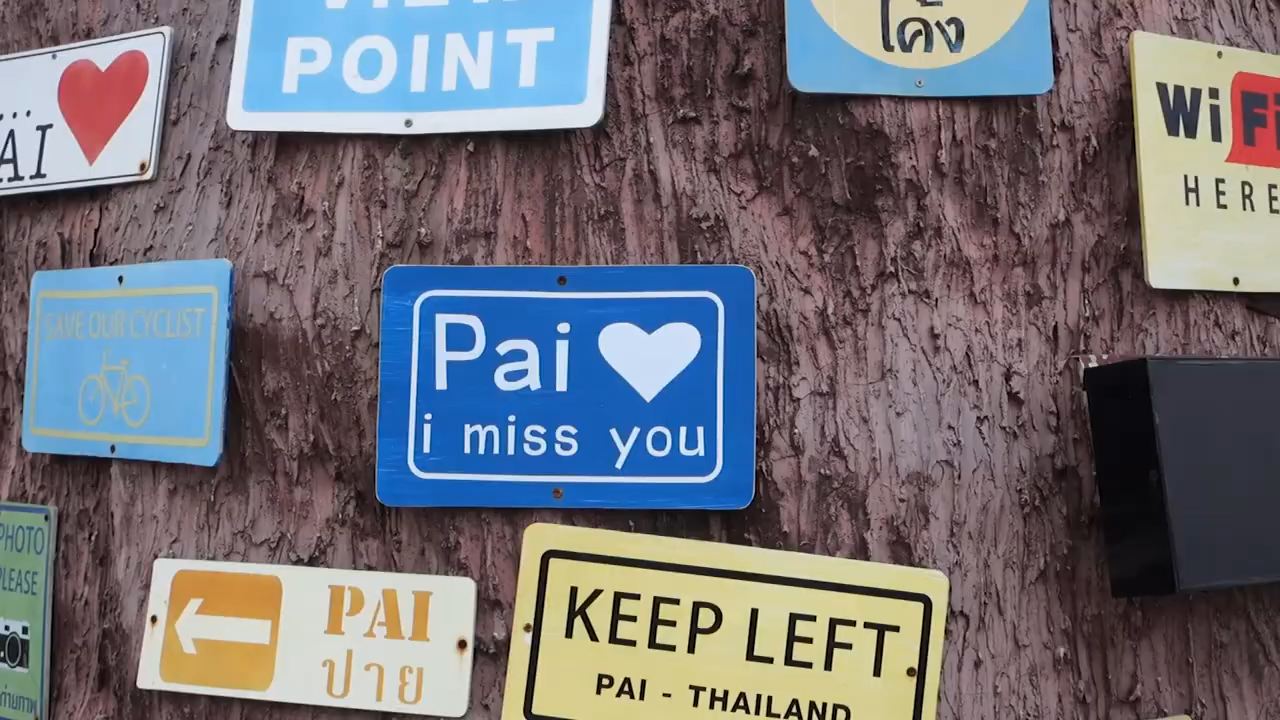 POINT
โค้ง
WiFi
HERE
SAVE OUR CYCLIST
Pai
i miss you
PHOTO
PLEASE
PAI
ปาย
KEEP LEFT
PAI - THAILAND